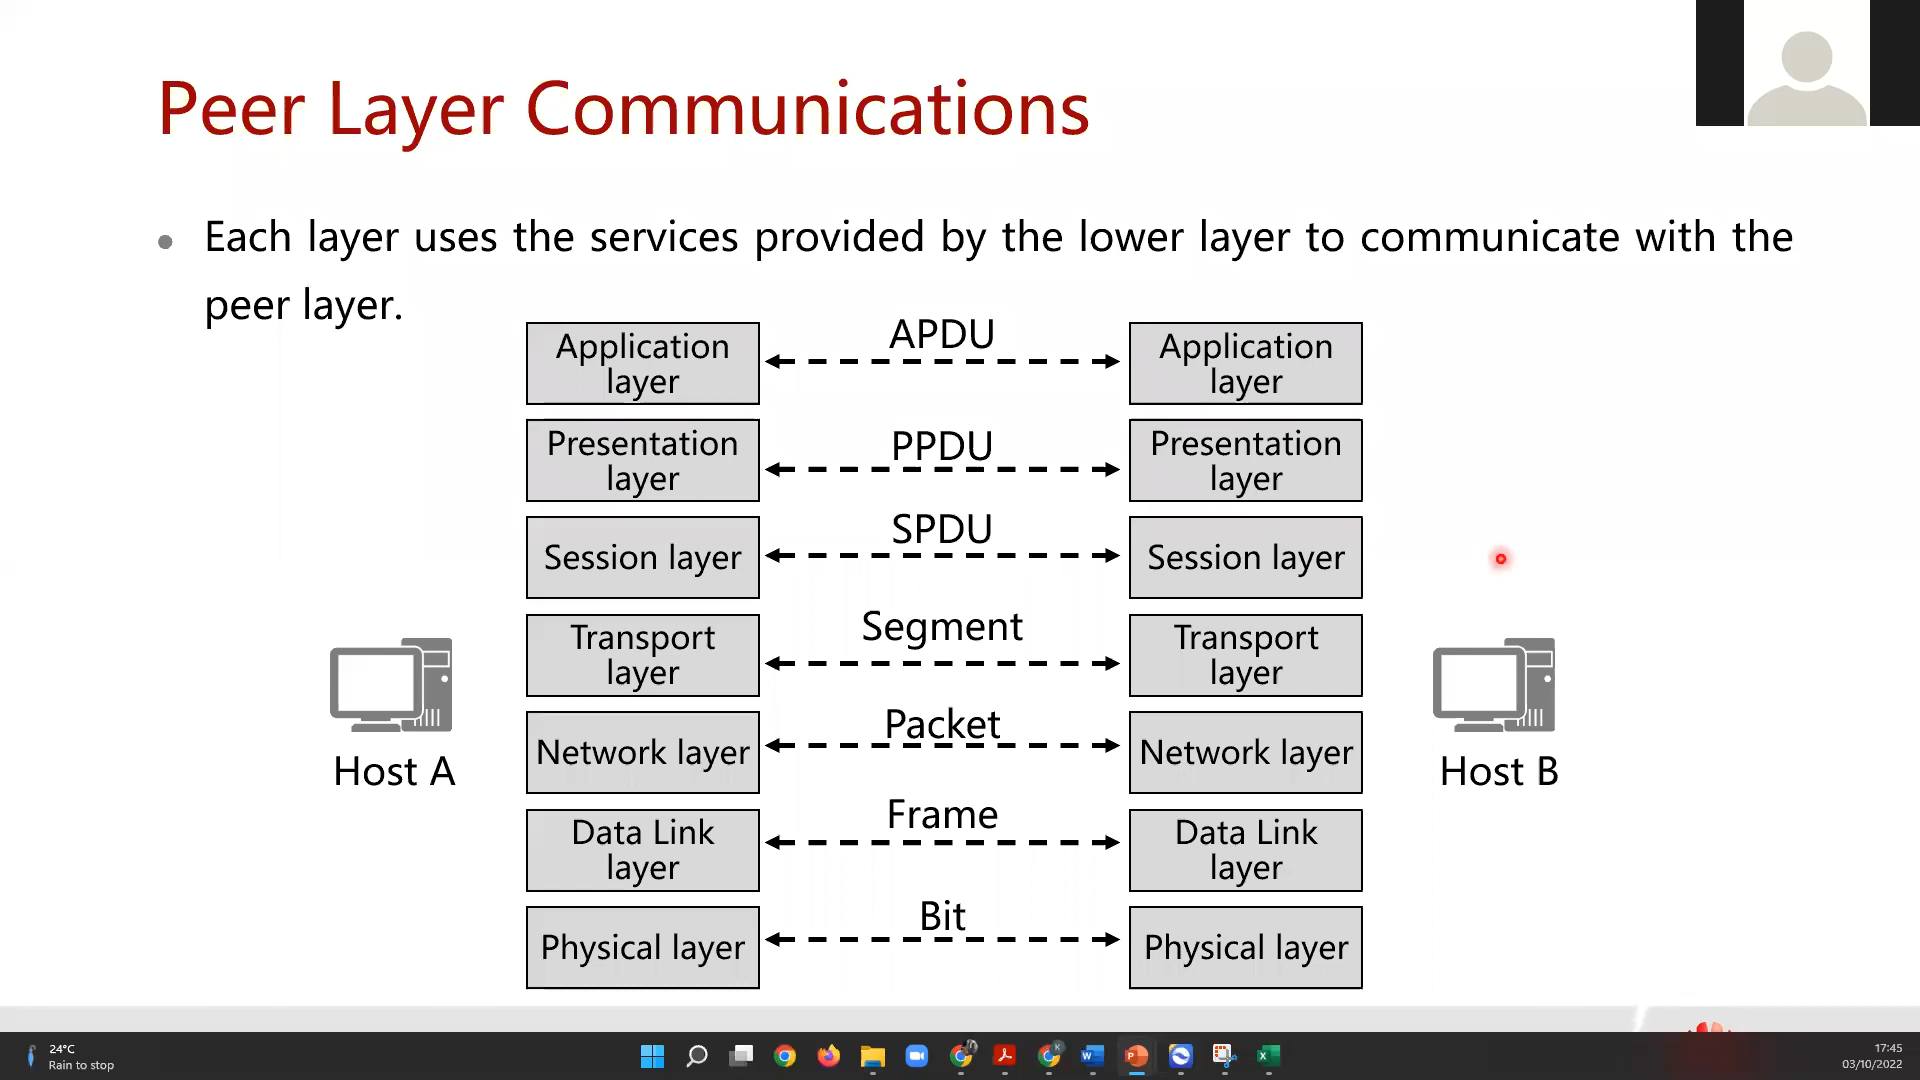 Peer Layer Communications
Each layer uses the services provided by the lower layer to communicate with the
peer layer.
Application
layer
APDU
Application
layer
Presentation
layer
PPDU
Presentation
layer
Session layer
SPDU
Session layer
Transport
layer
Segment
Transport
layer
Network layer
Packet
Network layer
Host A
Host B
Data Link
layer
Frame
Data Link
layer
Physical layer
Bit
Physical layer
24°C
Rain to stop
17:45
03/10/2022